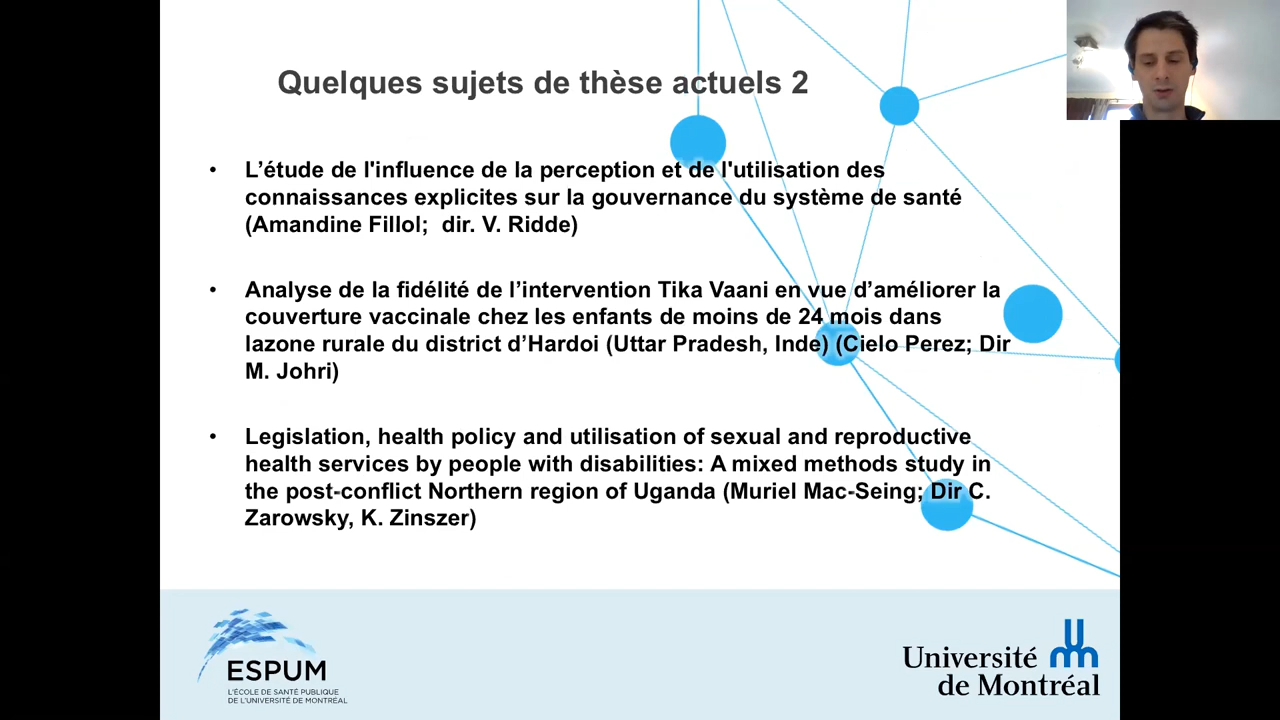 Quelques sujets de thèse actuels 2
• L’étude de l'influence de la perception et de l'utilisation des
connaissances explicites sur la gouvernance du système de santé
(Amandine Fillol;  dir. V. Ridde)
• Analyse de la fidélité de l’intervention Tika Vaani en vue d’améliorer la
couverture vaccinale chez les enfants de moins de 24 mois dans
lazone rurale du district d’Hardoi (Uttar Pradesh, Inde) (Cielo Perez; Dir
M. Johri)
• Legislation, health policy and utilisation of sexual and reproductive
health services by people with disabilities: A mixed methods study in
the post-conflict Northern region of Uganda (Muriel Mac-Seing; Dir C.
Zarowsky, K. Zinszer)
ESPUM
L'ÉCOLE DE SANTÉ PUBLIQUE
DE L'UNIVERSITÉ DE MONTRÉAL
Université
de Montréal